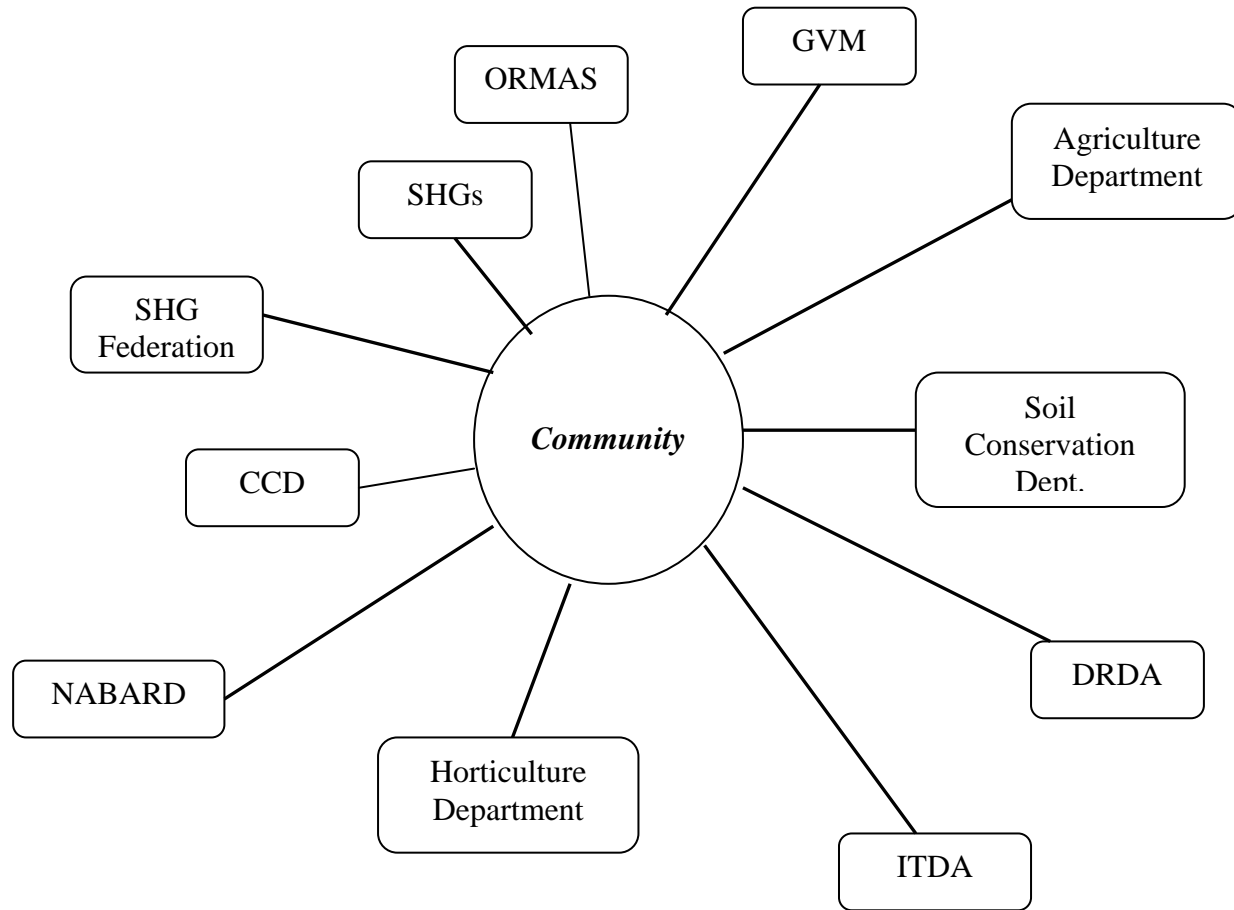 GVM
ORMAS
Agriculture
Department
SHGs
SHG
Federation
Soil
Conservation
Dept.
Community
CCD
DRDA
NABARD
Horticulture
Department
ITDA